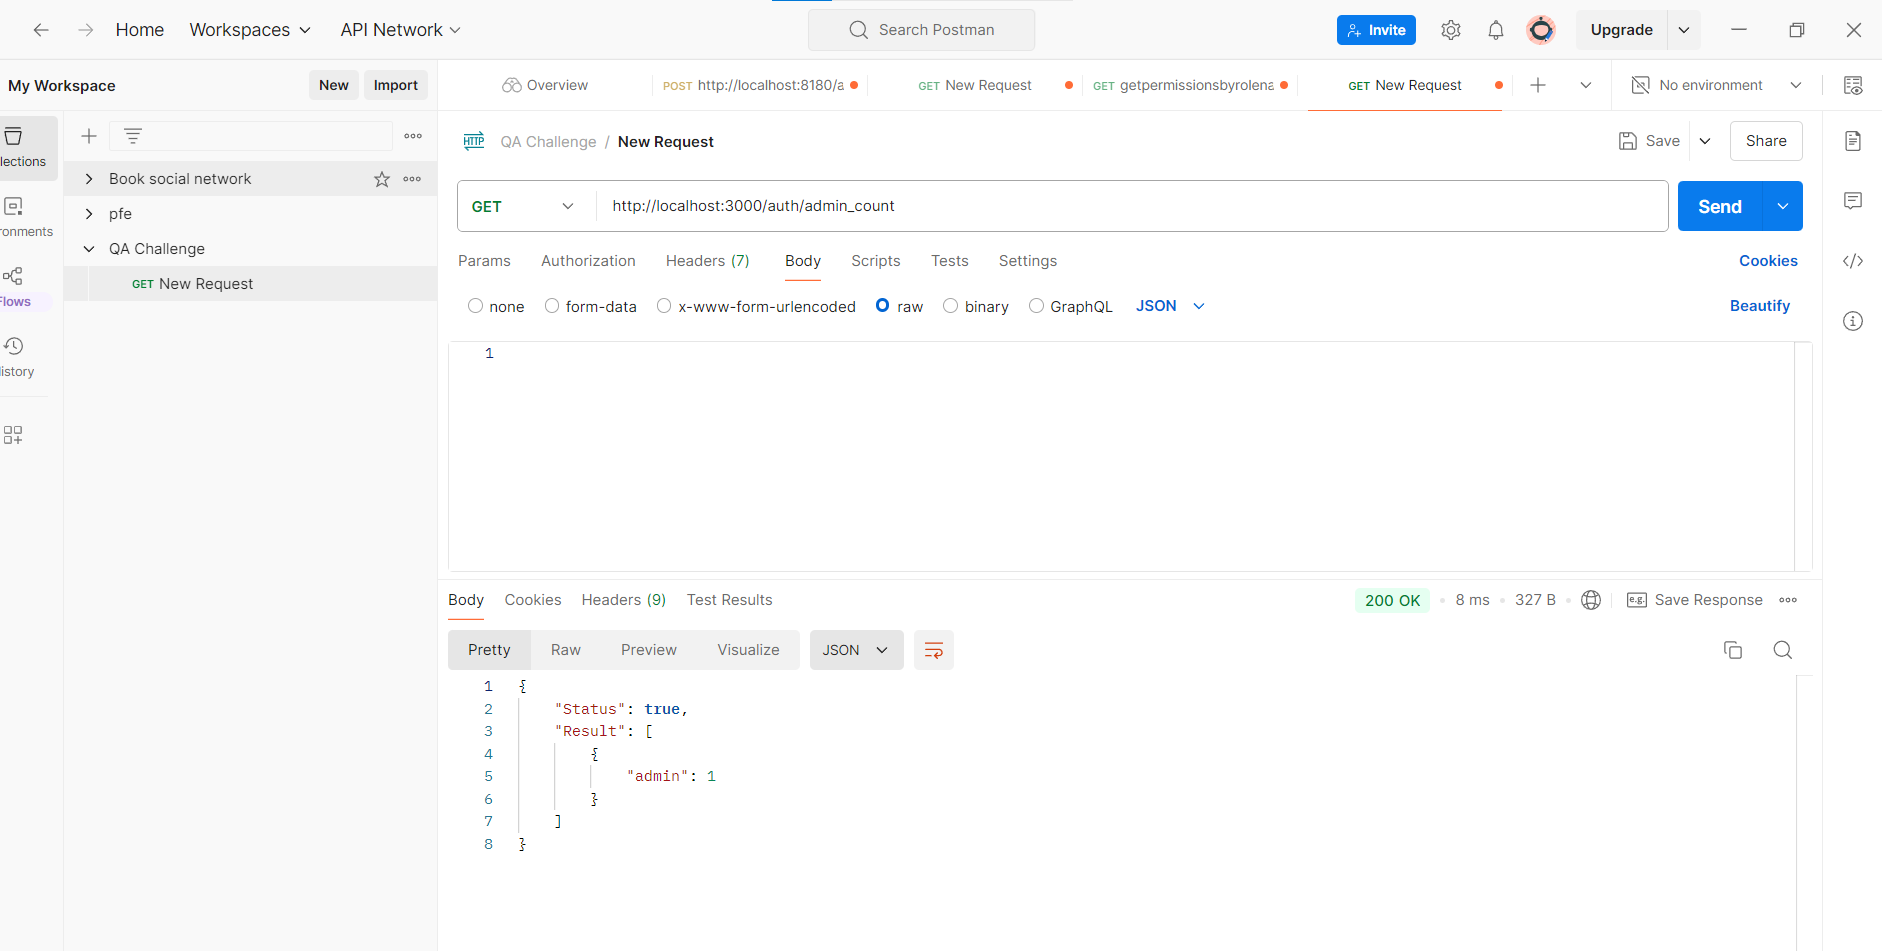 Home Workspaces API Network Search Postman Invite Upgrade
My Workspace New Import Overview POST http://localhost:8180/a GET New Request GET getpermissionsbyrolena GET New Request No environment
lections
ronments
Flows
istory
Book social network
pfe
QA Challenge
GET New Request
HTTP QA Challenge / New Request Save Share
GET http://localhost:3000/auth/admin_count Send
Params Authorization Headers (7) Body Scripts Tests Settings Cookies
none form-data x-www-form-urlencoded raw binary GraphQL JSON Beautify
1
Body Cookies Headers (9) Test Results 200 OK 8 ms 327 B e.g. Save Response
Pretty Raw Preview Visualize JSON
1 {
2 "Status": true,
3 "Result": [
4 {
5 "admin": 1
6 }
7 ]
8 }